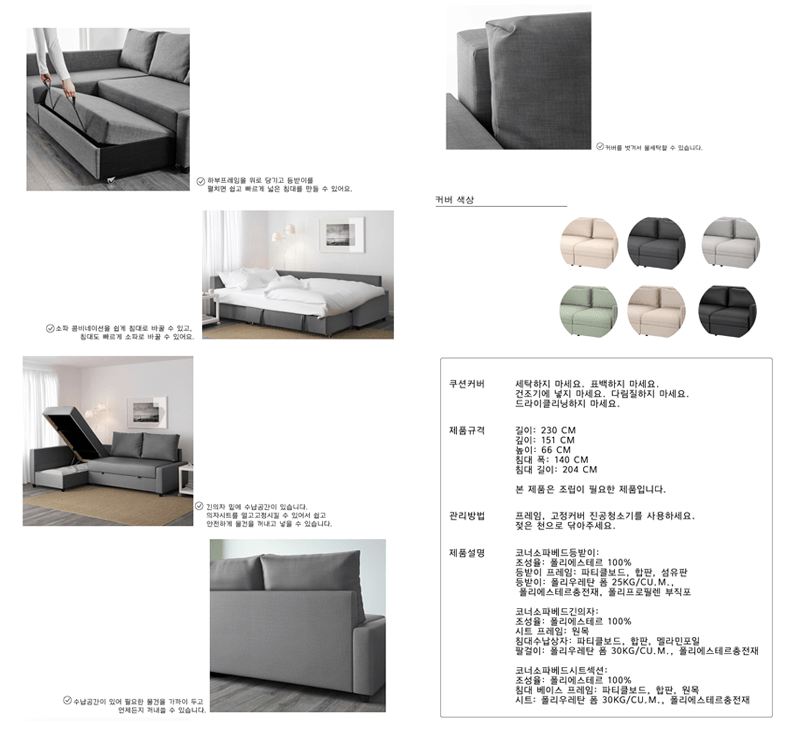 하부프레임을 위로 당기고 등받이를
펼치면 쉽고 빠르게 넓은 침대를 만들 수 있어요.
소파 콤비네이션을 쉽게 침대로 바꿀 수 있고,
침대도 빠르게 소파로 바꿀 수 있어요.
긴의자 밑에 수납공간이 있습니다.
의자시트를 열고고정시킬 수 있어서 쉽고
안전하게 물건을 꺼내고 넣을 수 있습니다.
수납공간이 있어 필요한 물건을 가까이 두고
언제든지 꺼내쓸 수 있습니다.
커버를 벗겨서 물세탁할 수 있습니다.
커버 색상
쿠션커버 세탁하지 마세요. 표백하지 마세요.
건조기에 넣지 마세요. 다림질하지 마세요.
드라이클리닝하지 마세요.
제품규격 길이: 230 CM
깊이: 151 CM
높이: 66 CM
침대 폭: 140 CM
침대 길이: 204 CM
본 제품은 조립이 필요한 제품입니다.
관리방법 프레임, 고정커버 진공청소기를 사용하세요.
젖은 천으로 닦아주세요.
제품설명 코너소파베드등받이:
조성율: 폴리에스테르 100%
등받이 프레임: 파티클보드, 합판, 섬유판
등받이: 폴리우레탄 폼 25KG/CU.M.,
폴리에스테르충전재, 폴리프로필렌 부직포
코너소파베드긴의자:
조성율: 폴리에스테르 100%
시트 프레임: 원목
침대수납상자: 파티클보드, 합판, 멜라민포일
팔걸이: 폴리우레탄 폼 30KG/CU.M., 폴리에스테르충전재
코너소파베드시트섹션:
조성율: 폴리에스테르 100%
침대 베이스 프레임: 파티클보드, 합판, 원목
시트: 폴리우레탄 폼 30KG/CU.M., 폴리에스테르충전재